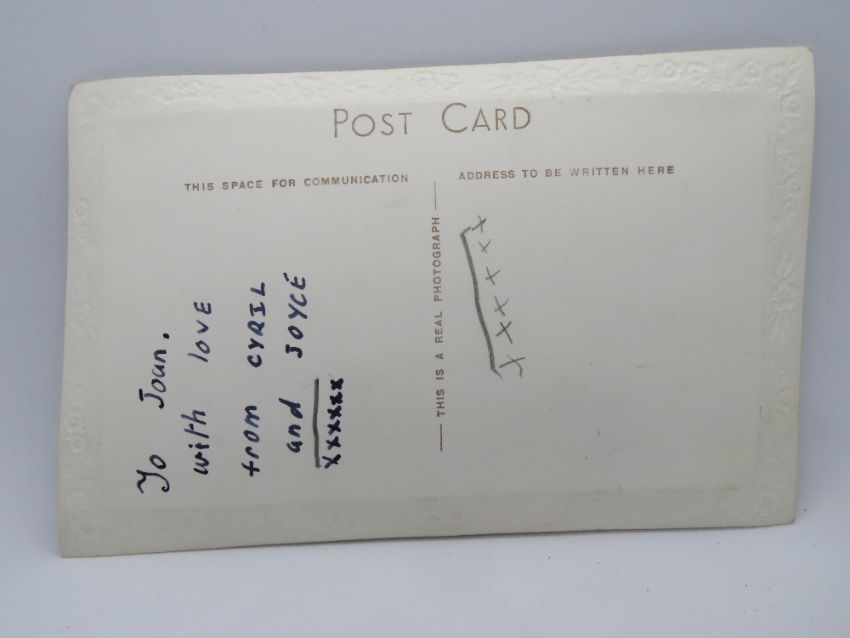 POST CARD
THIS SPACE FOR COMMUNICATION
ADDRESS TO BE WRITTEN HERE
THIS IS A REAL PHOTOGRAPH
To Joan.
with love
from CYRIL
and JOYCE
xxxxxx
xxxxxx